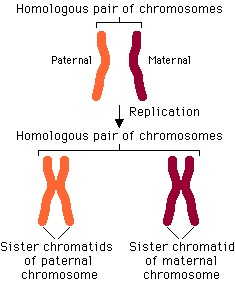 Homologous pair of chromosomes
Paternal
Maternal
Replication
Homologous pair of chromosomes
Sister chromatids
of paternal
chromosome
Sister chromatid
of maternal
chromosome